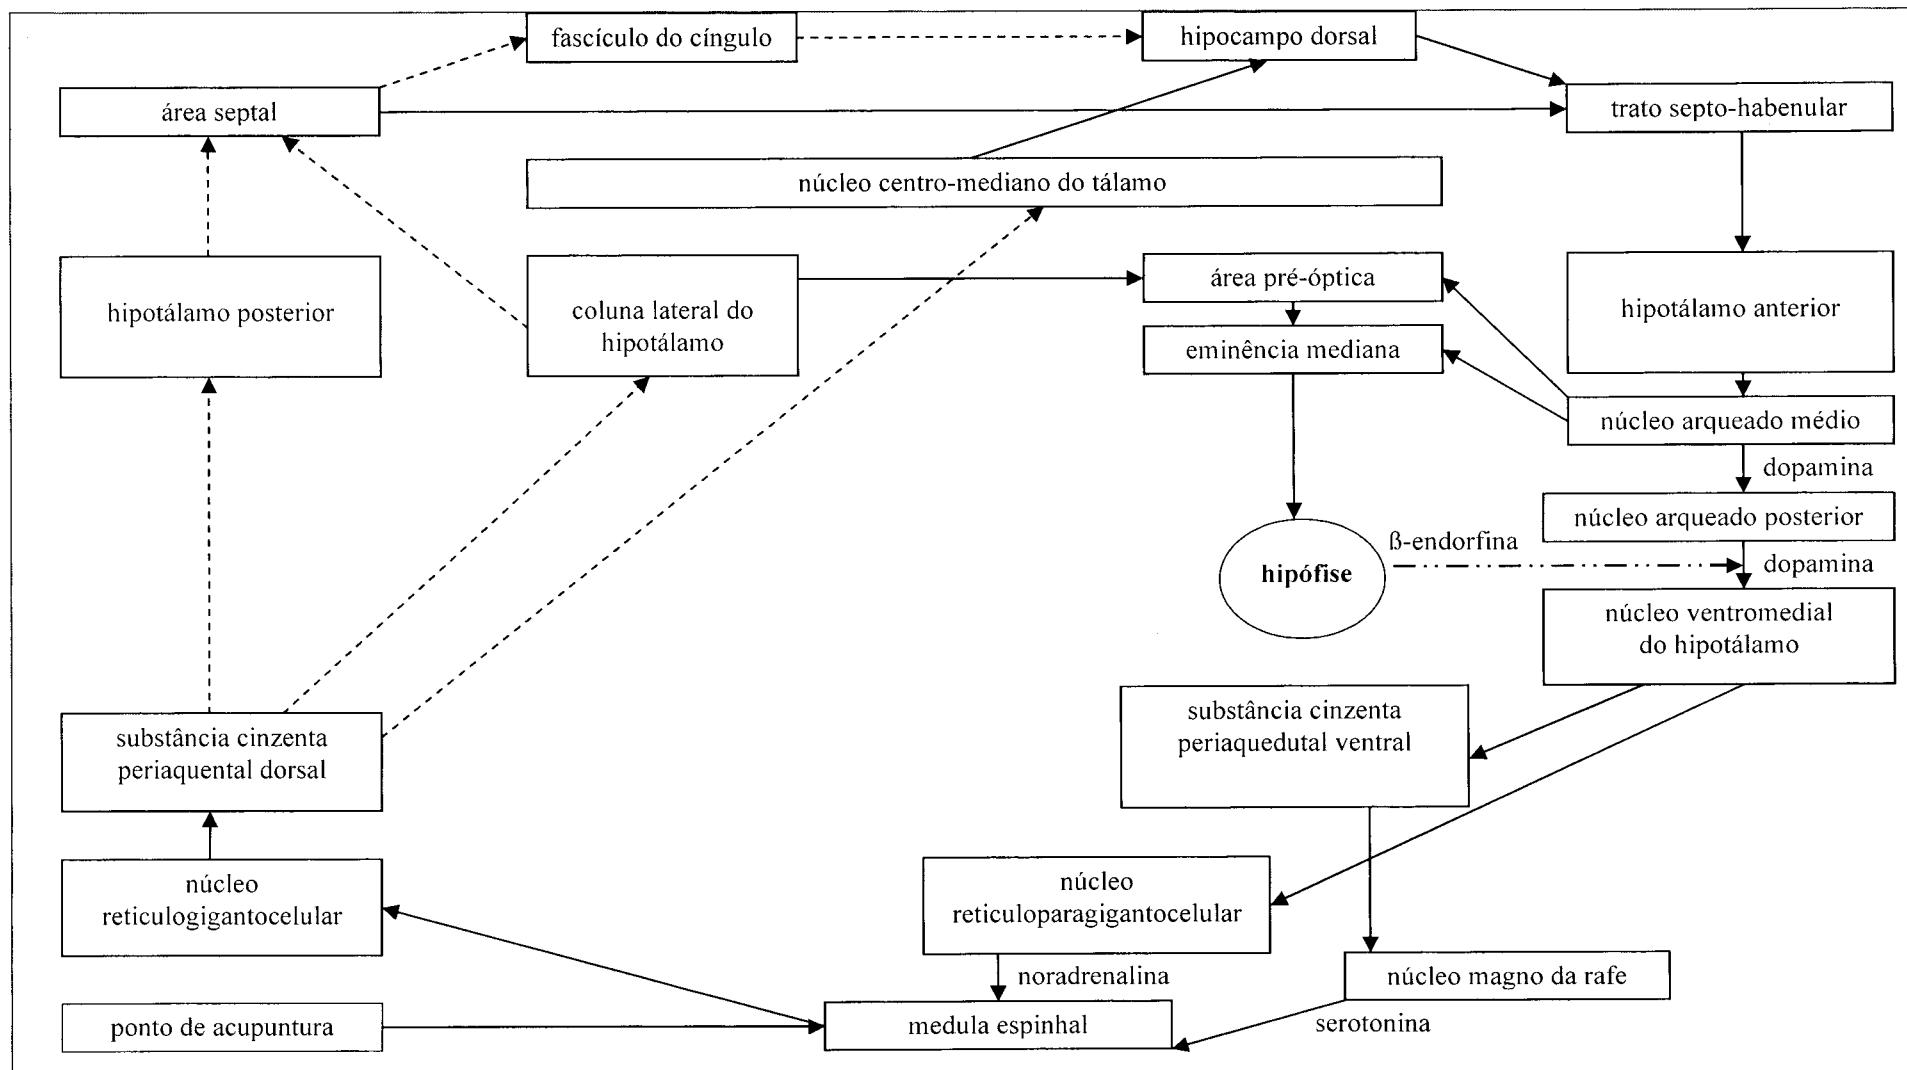 fascículo do cíngulo
hipocampo dorsal
área septal
trato septo-habenular
núcleo centro-mediano do tálamo
hipotálamo posterior
coluna lateral do
hipotálamo
área pré-óptica
eminência mediana
hipotálamo anterior
núcleo arqueado médio
dopamina
núcleo arqueado posterior
ß-endorfina
dopamina
hipófise
núcleo ventromedial
do hipotálamo
substância cinzenta
periaquental dorsal
substância cinzenta
periaquedutal ventral
núcleo
reticulogigantocelular
núcleo
reticuloparagigantocelular
noradrenalina
núcleo magno da rafe
ponto de acupuntura
medula espinhal
serotonina